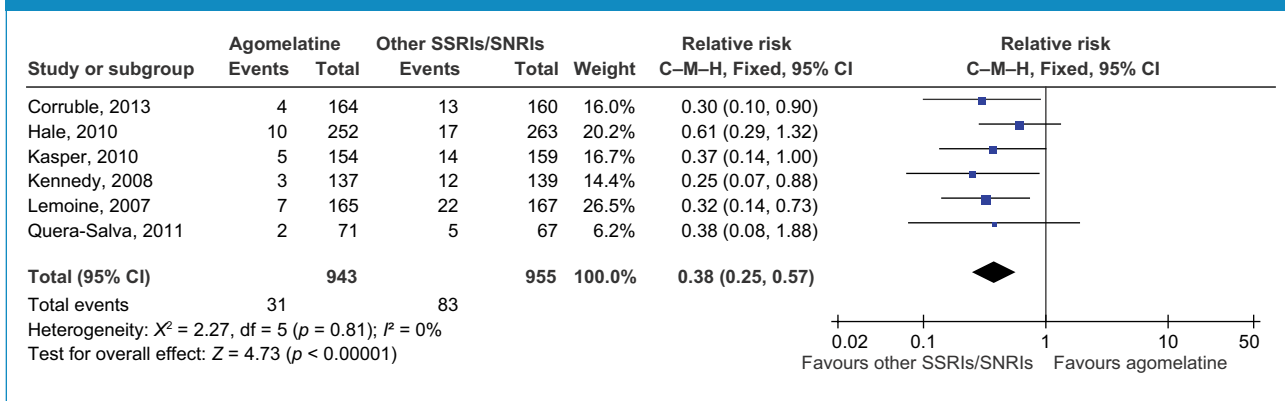 Agomelatine Other SSRIs/SNRIs Relative risk Relative risk
Study or subgroup Events Total Events Total Weight C–M–H, Fixed, 95% CI C–M–H, Fixed, 95% CI
Corruble, 2013 4 164 13 160 16.0% 0.30 (0.10, 0.90)
Hale, 2010 10 252 17 263 20.2% 0.61 (0.29, 1.32)
Kasper, 2010 5 154 14 159 16.7% 0.37 (0.14, 1.00)
Kennedy, 2008 3 137 12 139 14.4% 0.25 (0.07, 0.88)
Lemoine, 2007 7 165 22 167 26.5% 0.32 (0.14, 0.73)
Quera-Salva, 2011 2 71 5 67 6.2% 0.38 (0.08, 1.88)
Total (95% CI) 943 955 100.0% 0.38 (0.25, 0.57)
Total events 31 83
Heterogeneity: X² = 2.27, df = 5 (p = 0.81); I² = 0%
Test for overall effect: Z = 4.73 (p < 0.00001)
0.02 0.1 1 10 50
Favours other SSRIs/SNRIs Favours agomelatine